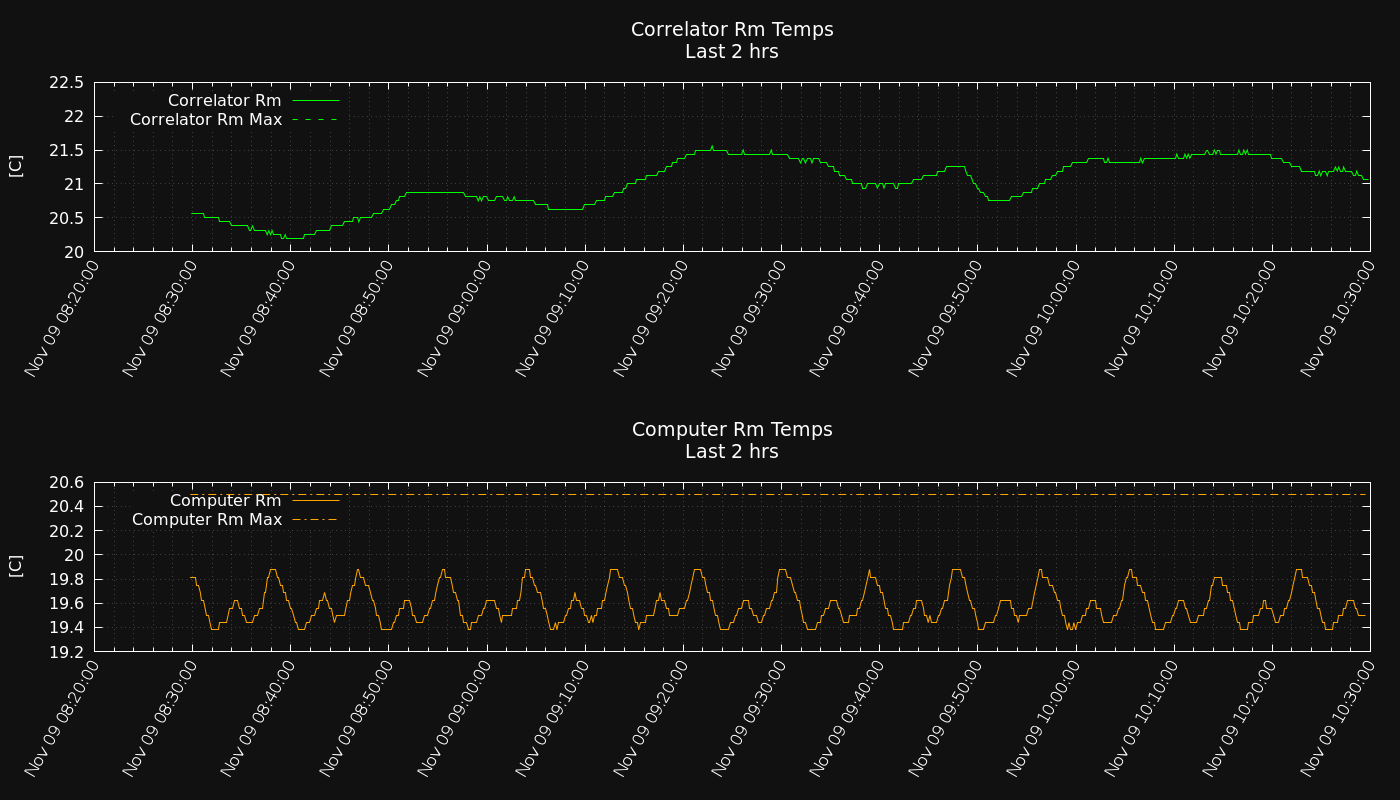 Correlator Rm Temps
Last 2 hrs
22.5
22
21.5
21
20.5
20
[C]
Correlator Rm
Correlator Rm Max
Nov 09 08:20:00
Nov 09 08:30:00
Nov 09 08:40:00
Nov 09 08:50:00
Nov 09 09:00:00
Nov 09 09:10:00
Nov 09 09:20:00
Nov 09 09:30:00
Nov 09 09:40:00
Nov 09 09:50:00
Nov 09 10:00:00
Nov 09 10:10:00
Nov 09 10:20:00
Nov 09 10:30:00
Computer Rm Temps
Last 2 hrs
20.6
20.4
20.2
20
19.8
19.6
19.4
19.2
[C]
Computer Rm
Computer Rm Max
Nov 09 08:20:00
Nov 09 08:30:00
Nov 09 08:40:00
Nov 09 08:50:00
Nov 09 09:00:00
Nov 09 09:10:00
Nov 09 09:20:00
Nov 09 09:30:00
Nov 09 09:40:00
Nov 09 09:50:00
Nov 09 10:00:00
Nov 09 10:10:00
Nov 09 10:20:00
Nov 09 10:30:00